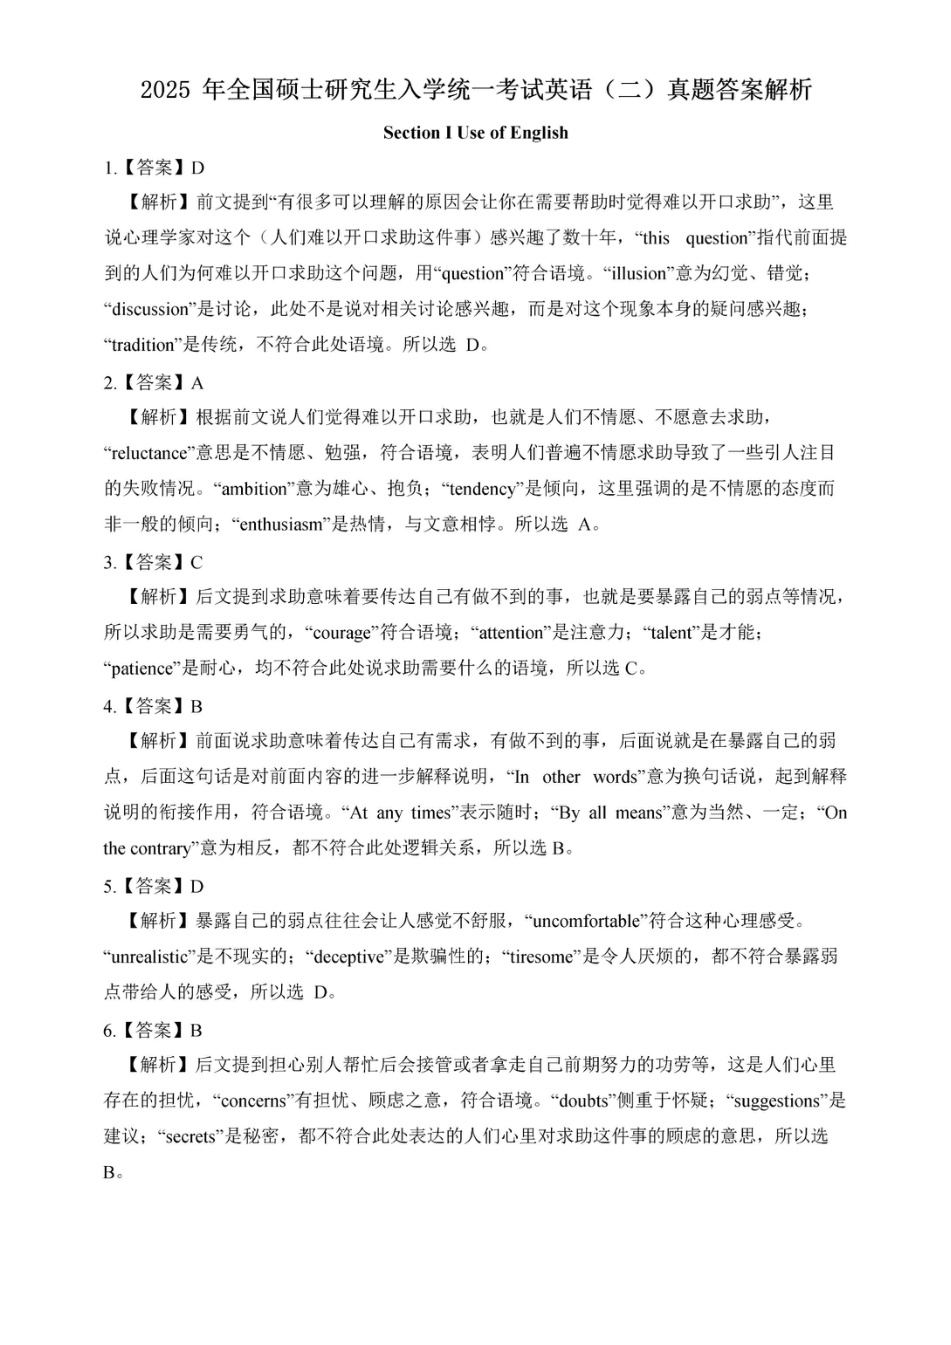 2025 年全国硕士研究生入学统一考试英语（二）真题答案解析
Section I Use of English
1.【答案】D
【解析】前文提到“有很多可以理解的原因会让你在需要帮助时觉得难以开口求助”，这里
说心理学家对这个（人们难以开口求助这件事）感兴趣了数十年，“this question”指代前面提
到的人们为何难以开口求助这个问题，用“question”符合语境。“illusion”意为幻觉、错觉；
“discussion”是讨论，此处不是说对相关讨论感兴趣，而是对这个现象本身的疑问感兴趣；
“tradition”是传统，不符合此处语境。所以选 D。
2.【答案】A
【解析】根据前文说人们觉得难以开口求助，也就是人们不情愿、不愿意去求助，
“reluctance”意思是不情愿、勉强，符合语境，表明人们普遍不情愿求助导致了一些引人注目
的失败情况。“ambition”意为雄心、抱负；“tendency”是倾向，这里强调的是不情愿的态度而
非一般的倾向；“enthusiasm”是热情，与文意相悖。所以选 A。
3.【答案】C
【解析】后文提到求助意味着要传达自己有做不到的事，也就是要暴露自己的弱点等情况，
所以求助是需要勇气的，“courage”符合语境；“attention”是注意力；“talent”是才能；
“patience”是耐心，均不符合此处说求助需要什么的语境，所以选 C。
4.【答案】B
【解析】前面说求助意味着传达自己有需求，有做不到的事，后面说就是在暴露自己的弱
点，后面这句话是对前面内容的进一步解释说明，“In other words”意为换句话说，起到解释
说明的衔接作用，符合语境。“At any times”表示随时；“By all means”意为当然、一定；“On
the contrary”意为相反，都不符合此处逻辑关系，所以选 B。
5.【答案】D
【解析】暴露自己的弱点往往会让人感觉不舒服，“uncomfortable”符合这种心理感受。
“unrealistic”是不现实的；“deceptive”是欺骗性的；“tiresome”是令人厌烦的，都不符合暴露弱
点带给人的感受，所以选 D。
6.【答案】B
【解析】后文提到担心别人帮忙后会接管或者拿走自己前期努力的功劳等，这是人们心里
存在的担忧，“concerns”有担忧、顾虑之意，符合语境。“doubts”侧重于怀疑；“suggestions”是
建议；“secrets”是秘密，都不符合此处表达的人们心里对求助这件事的顾虑的意思，所以选
B。